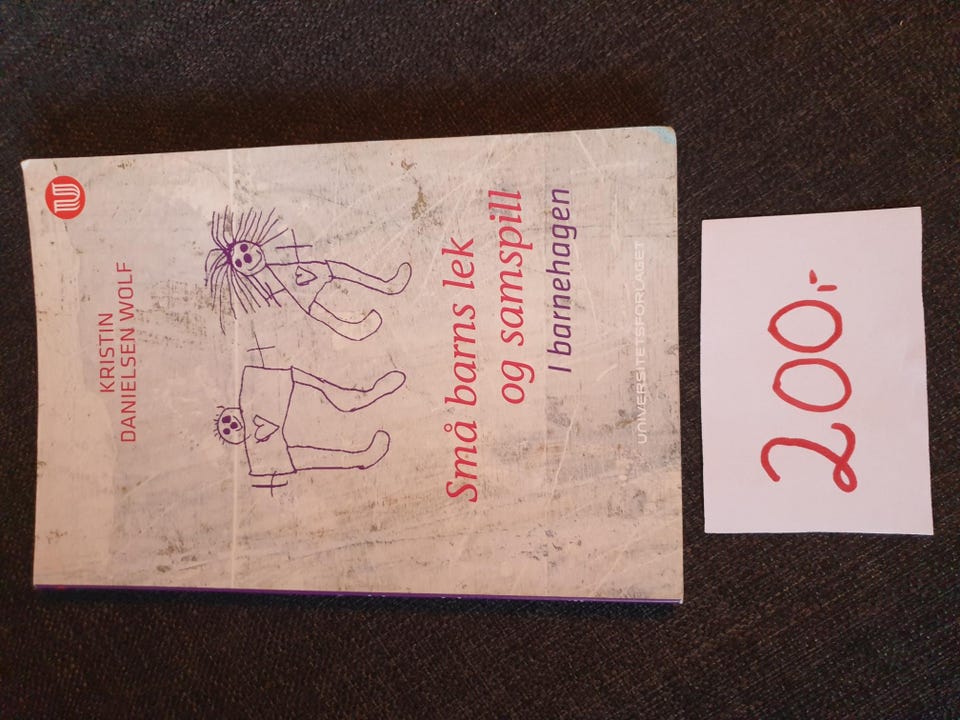 KRISTIN
DANIELSEN WOLF
Små barns lek
og samspill
I barnehagen
UNIVERSITETSFORLAGET
200,-